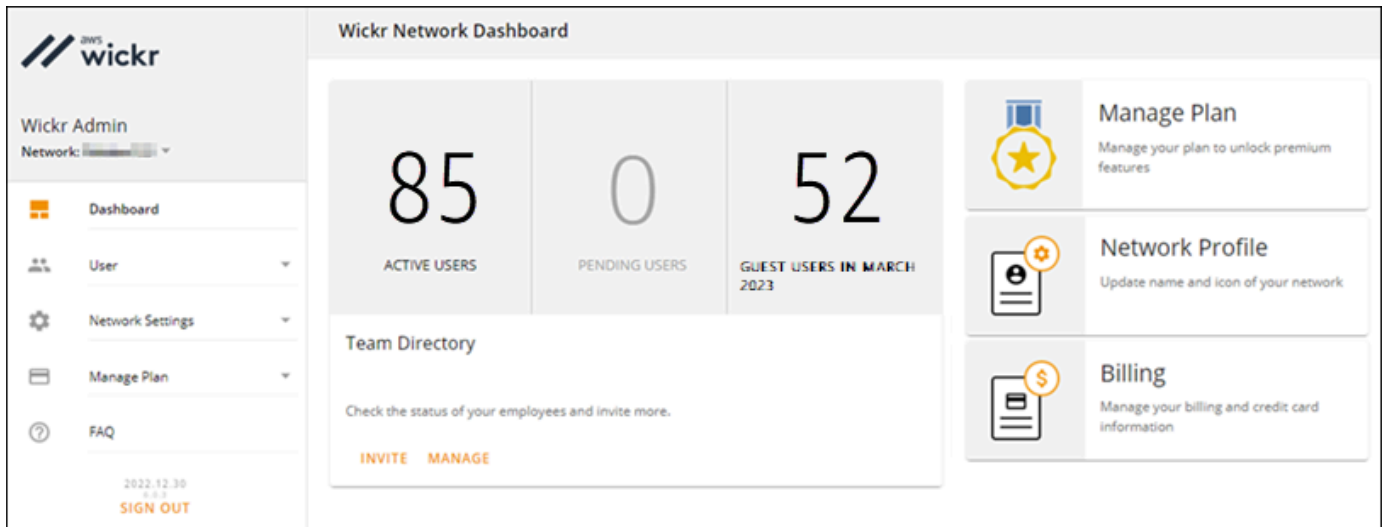 aws
wickr
Wickr Admin
Network:
Dashboard
User
Network Settings
Manage Plan
FAQ
2022.12.30
SIGN OUT
Wickr Network Dashboard
85
ACTIVE USERS
0
PENDING USERS
52
GUEST USERS IN MARCH
2023
Team Directory
Check the status of your employees and invite more.
INVITE MANAGE
Manage Plan
Manage your plan to unlock premium
features
Network Profile
Update name and icon of your network
$
Billing
Manage your billing and credit card
information